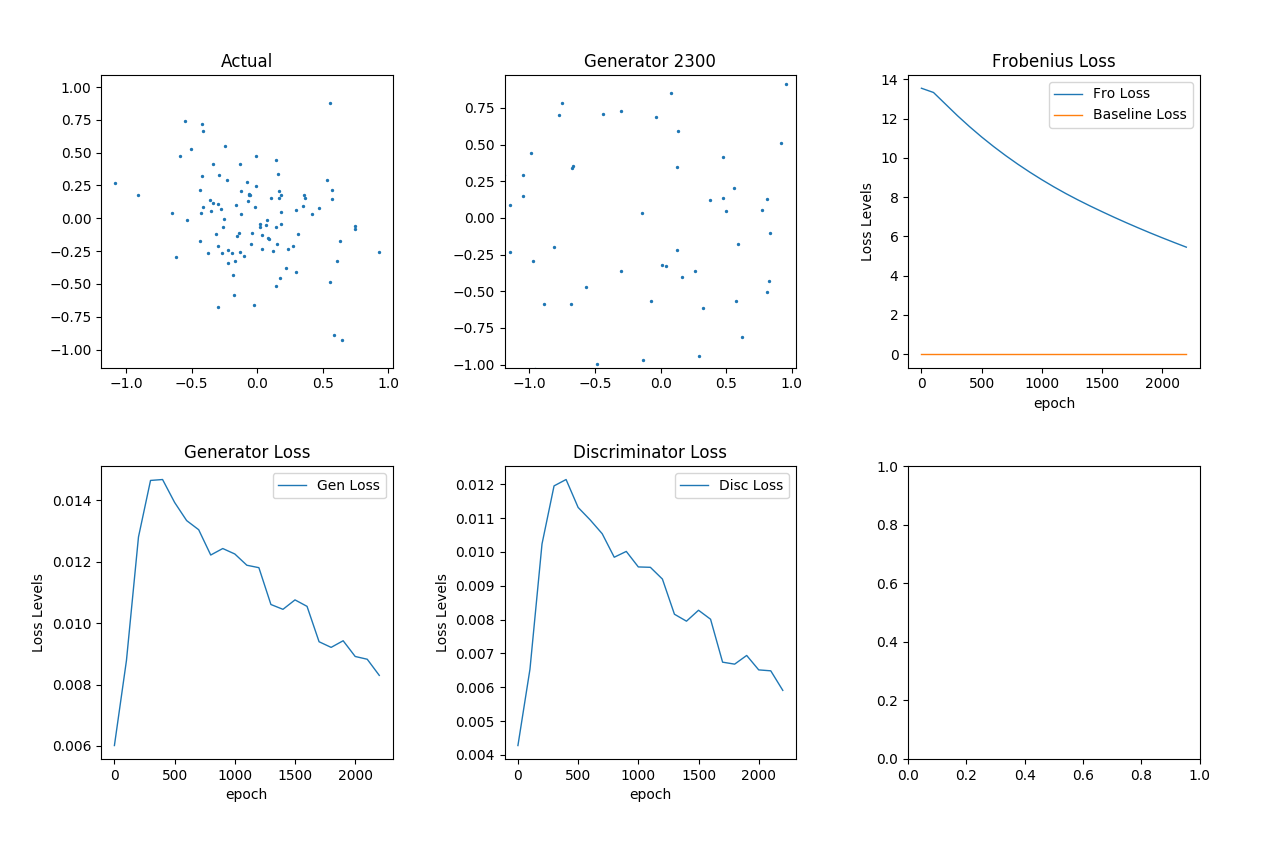 Actual
1.00
0.75
0.50
0.25
0.00
−0.25
−0.50
−0.75
−1.00
−1.0 −0.5 0.0 0.5 1.0
Generator 2300
0.75
0.50
0.25
0.00
−0.25
−0.50
−0.75
−1.00
−1.0 −0.5 0.0 0.5 1.0
Frobenius Loss
Fro Loss
Baseline Loss
Loss Levels
14
12
10
8
6
4
2
0
0 500 1000 1500 2000
epoch
Generator Loss
Gen Loss
Loss Levels
0.014
0.012
0.010
0.008
0.006
0 500 1000 1500 2000
epoch
Discriminator Loss
Disc Loss
Loss Levels
0.012
0.011
0.010
0.009
0.008
0.007
0.006
0.005
0.004
0 500 1000 1500 2000
epoch
1.0
0.8
0.6
0.4
0.2
0.0
0.0 0.2 0.4 0.6 0.8 1.0